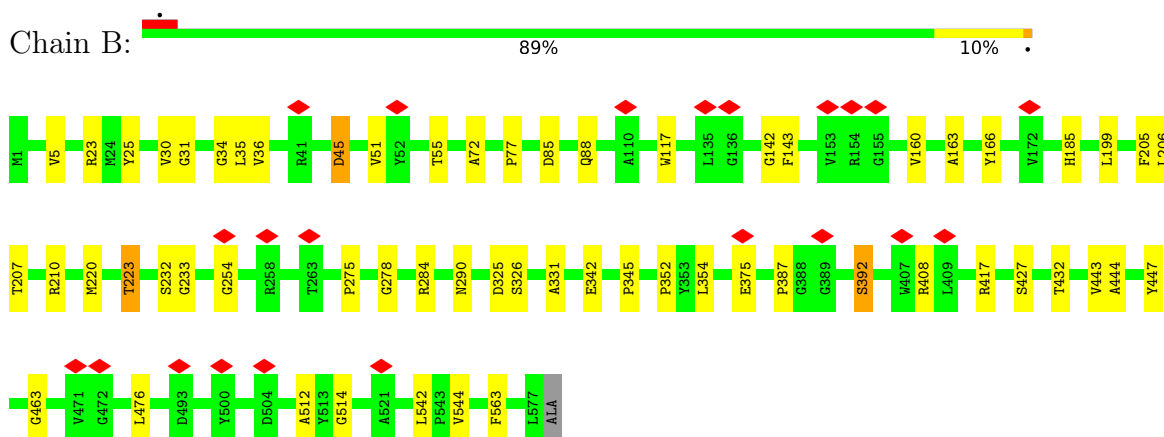 Chain B:
89%
10%
M1 V5 R23 M24 Y25 V30 G31 G34 L35 V36 R41 D45 V51 Y52 T55 A72 P77 D85 Q88 A110 W117 L135 G136 G142 F143 V153 R154 G155 V160 A163 Y166 V172 H185 L199 F205 L206
T207 R210 M220 T223 S232 G233 G254 R258 T263 P275 G278 R284 N290 D325 S326 A331 E342 P345 P352 Y353 L354 E375 P387 G388 G389 S392 W407 R408 L409 R417 S427 T432 V443 A444 Y447
G463 V471 G472 L476 D493 Y500 D504 A512 Y513 G514 A521 L542 P543 V544 F563 L577 ALA